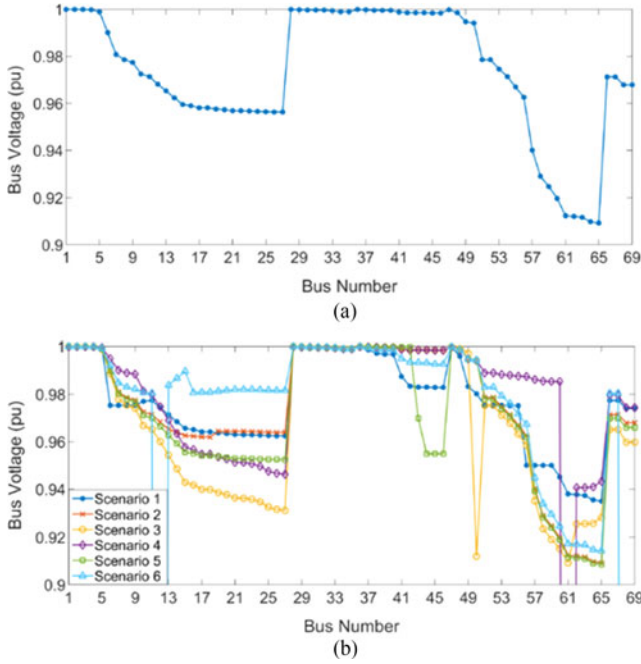 1
0.98
0.96
0.94
0.92
0.9
Bus Voltage (pu)
1 5 9 13 17 21 25 29 33 37 41 45 49 53 57 61 65 69
Bus Number
(a)
1
0.98
0.96
0.94
0.92
0.9
Bus Voltage (pu)
Scenario 1
Scenario 2
Scenario 3
Scenario 4
Scenario 5
Scenario 6
1 5 9 13 17 21 25 29 33 37 41 45 49 53 57 61 65 69
Bus Number
(b)